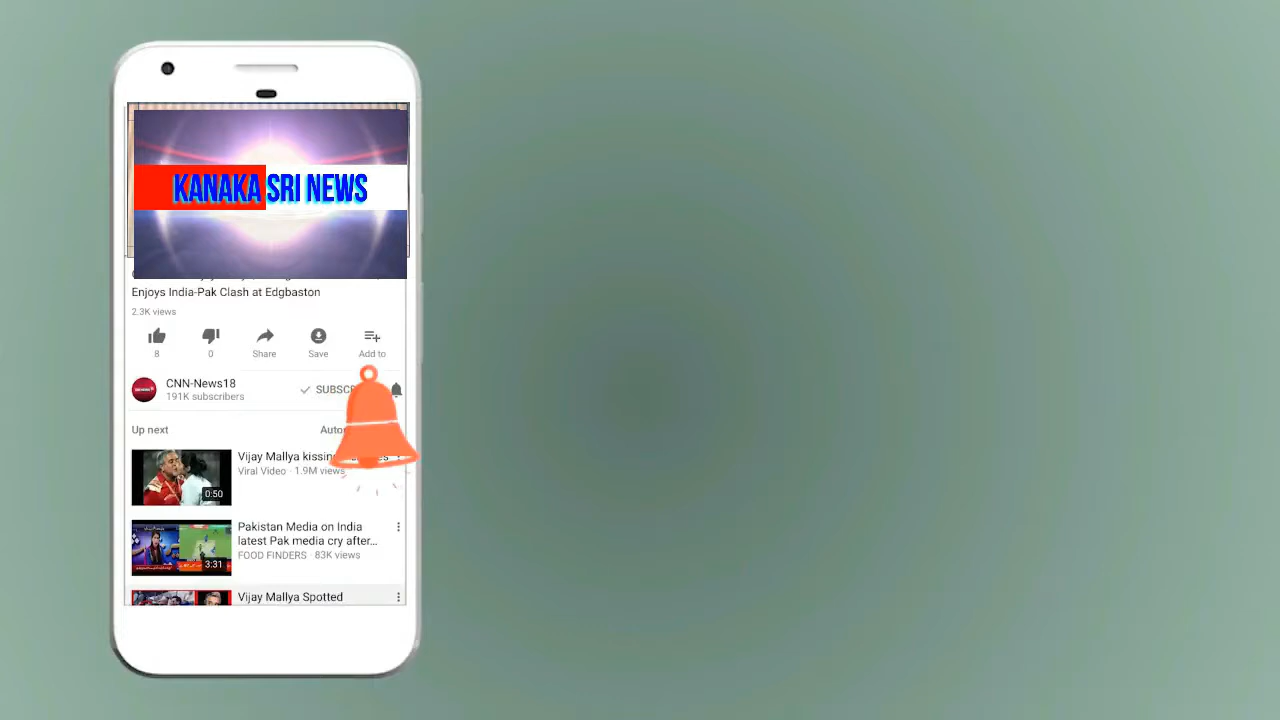 KANAKA SRI NEWS
Enjoys India-Pak Clash at Edgbaston
2.3K views
8
0
Share
Save
Add to
CNN-News18
191K subscribers
Up next
Vijay Mallya
Viral Video · 1.9M views
0:50
Pakistan Media on India
latest Pak media cry after...
FOOD FINDERS · 83K views
3:31
Vijay Mallya Spotted